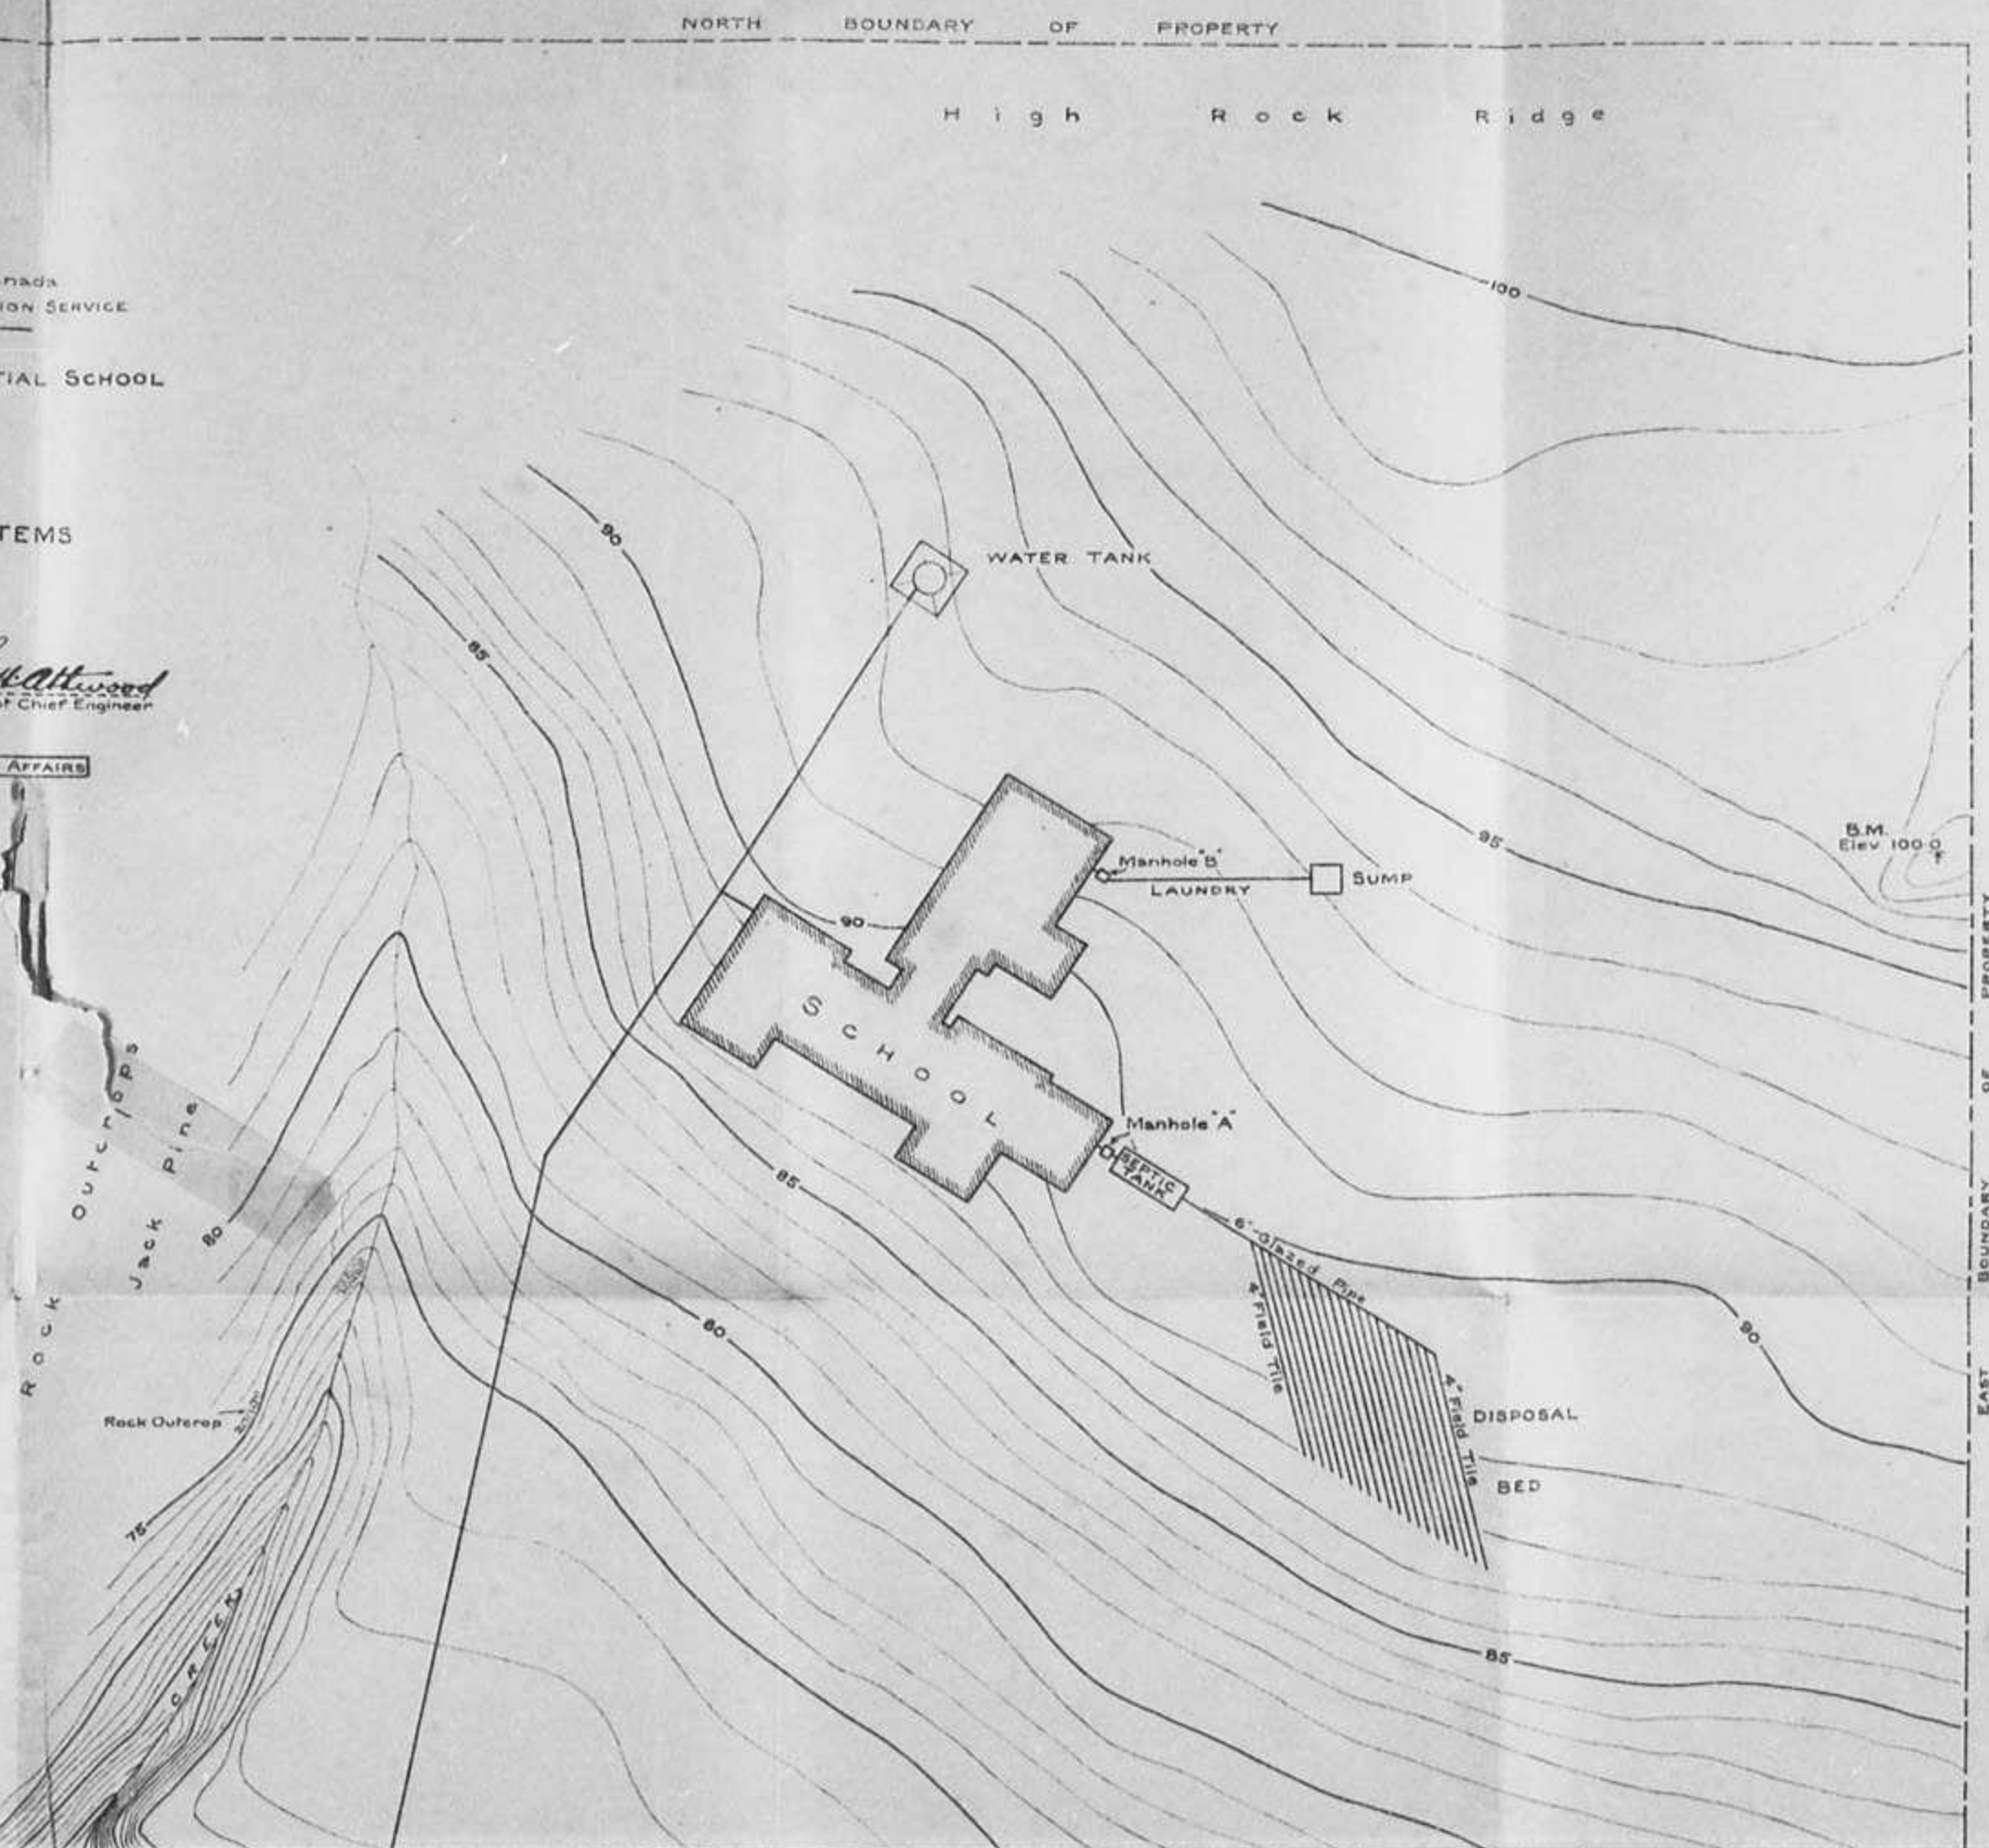 NORTH BOUNDARY OF PROPERTY
High Rock Ridge
nada
ION SERVICE
TIAL SCHOOL
TEMS
H. Attwood
Chief Engineer
AFFAIRS
100
90
85
WATER TANK
95
B.M.
Elev 100.0
Manhole "B"
LAUNDRY
SUMP
90
SCHOOL
Manhole "A"
SEPTIC
TANK
85
6" Glazed Pipe
4" Field Tile
4" Field Tile
DISPOSAL
BED
90
80
80
Rock Outcrops
Jack Pine
Rock Outcrop
75
CREEK
85
EAST BOUNDARY OF PROPERTY